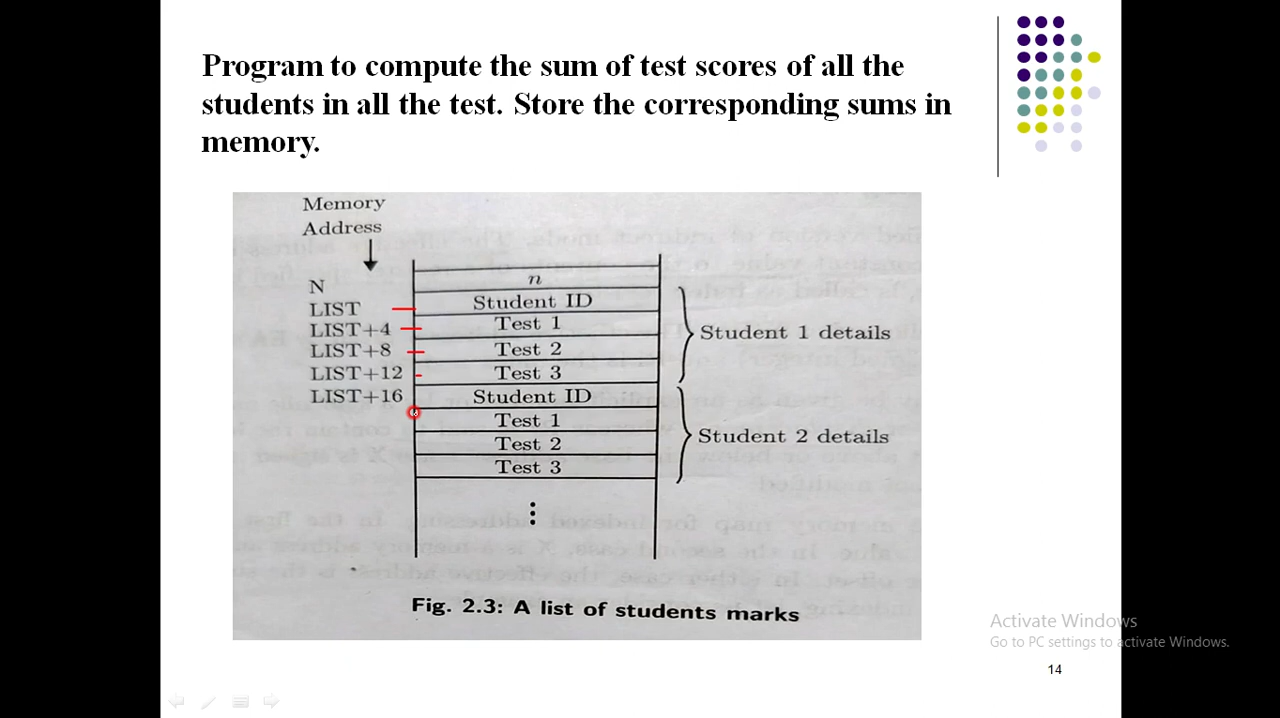 Program to compute the sum of test scores of all the
students in all the test. Store the corresponding sums in
memory.
Memory
Address
N
n
LIST
Student ID
LIST+4
Test 1
LIST+8
Test 2
LIST+12
Test 3
Student 1 details
LIST+16
Student ID
Test 1
Test 2
Test 3
Student 2 details
Fig. 2.3: A list of students marks
Activate Windows
Go to PC settings to activate Windows.
14